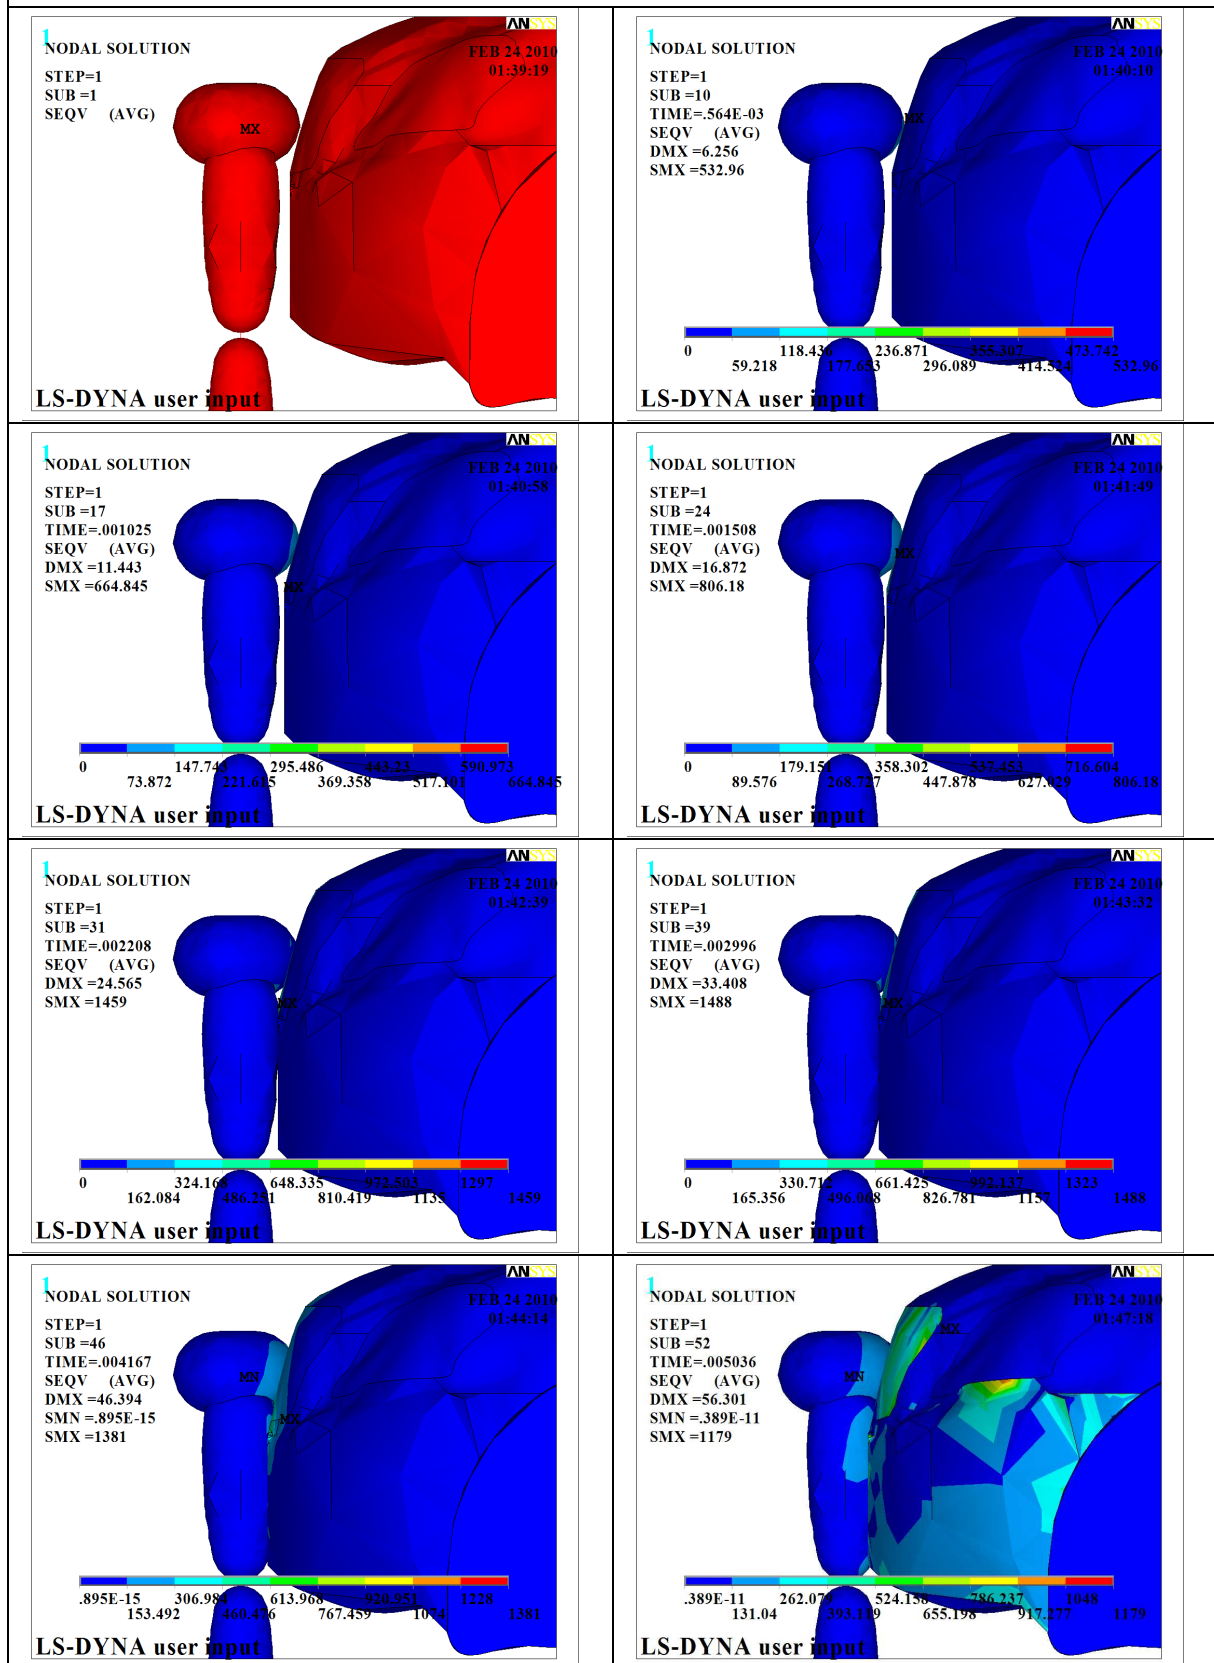 1
ANSYS
NODAL SOLUTION
FEB 24 2010
01:39:19
STEP=1
SUB =1
SEQV (AVG)
MX
LS-DYNA user input
1
ANSYS
NODAL SOLUTION
FEB 24 2010
01:40:10
STEP=1
SUB =10
TIME=.564E-03
SEQV (AVG)
DMX =6.256
SMX =532.96
MX
0 118.436 236.871 355.307 473.742
59.218 177.653 296.089 414.524 532.96
LS-DYNA user input
1
ANSYS
NODAL SOLUTION
FEB 24 2010
01:40:58
STEP=1
SUB =17
TIME=.001025
SEQV (AVG)
DMX =11.443
SMX =664.845
MX
0 147.743 295.486 443.23 590.973
73.872 221.615 369.358 517.101 664.845
LS-DYNA user input
1
ANSYS
NODAL SOLUTION
FEB 24 2010
01:41:49
STEP=1
SUB =24
TIME=.001508
SEQV (AVG)
DMX =16.872
SMX =806.18
MX
0 179.151 358.302 537.453 716.604
89.576 268.727 447.878 627.029 806.18
LS-DYNA user input
1
ANSYS
NODAL SOLUTION
FEB 24 2010
01:42:39
STEP=1
SUB =31
TIME=.002208
SEQV (AVG)
DMX =24.565
SMX =1459
MX
0 324.168 648.335 972.503 1297
162.084 486.251 810.419 1135 1459
LS-DYNA user input
1
ANSYS
NODAL SOLUTION
FEB 24 2010
01:43:32
STEP=1
SUB =39
TIME=.002996
SEQV (AVG)
DMX =33.408
SMX =1488
MX
0 330.712 661.425 992.137 1323
165.356 496.068 826.781 1157 1488
LS-DYNA user input
1
ANSYS
NODAL SOLUTION
FEB 24 2010
01:44:14
STEP=1
SUB =46
TIME=.004167
SEQV (AVG)
DMX =46.394
SMN =.895E-15
SMX =1381
MN
MX
.895E-15 306.984 613.968 920.951 1228
153.492 460.476 767.459 1074 1381
LS-DYNA user input
1
ANSYS
NODAL SOLUTION
FEB 24 2010
01:47:18
STEP=1
SUB =52
TIME=.005036
SEQV (AVG)
DMX =56.301
SMN =.389E-11
SMX =1179
MX
MN
.389E-11 262.079 524.158 786.237 1048
131.04 393.119 655.198 917.277 1179
LS-DYNA user input